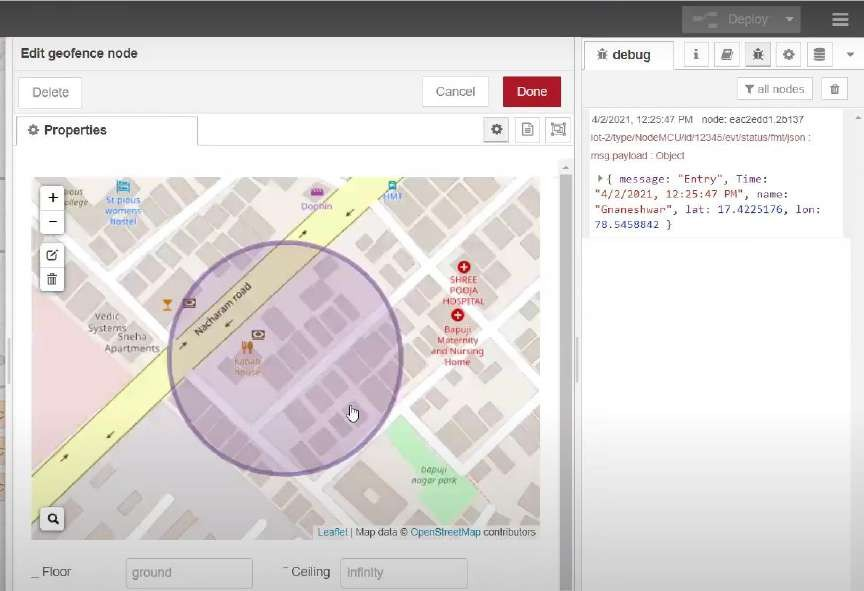 Deploy
Edit geofence node
Delete
Cancel
Done
Properties
+
−
St pious
womens
hostel
Dolphin
HMT
Nacharam road
SHREE
POOJA
HOSPITAL
Vedic
Systems
Sneha
Apartments
Bapuji
Maternity
and Nursing
Home
Kabab
house
bapuji
nagar park
Leaflet | Map data © OpenStreetMap contributors
Floor
ground
Ceiling
infinity
debug
i
all nodes
4/2/2021, 12:25:47 PM node: eac2edd1.2b137
iot-2/type/NodeMCU/id/12345/evt/status/fmt/json :
msg.payload : Object
{ message: "Entry", Time:
"4/2/2021, 12:25:47 PM", name:
"Gnaneshwar", lat: 17.4225176, lon:
78.5458842 }